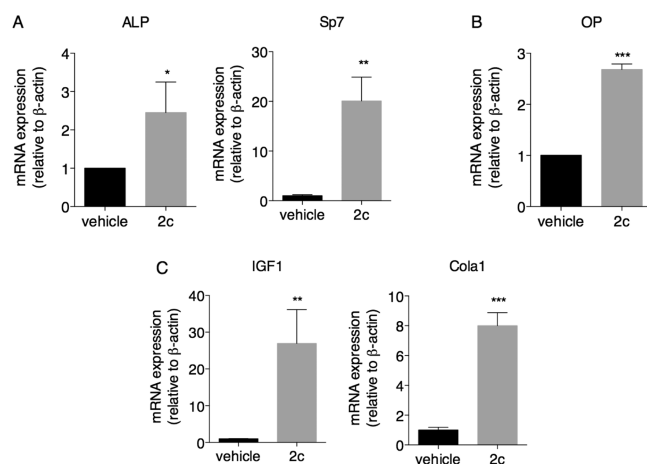 A
ALP
mRNA expression
(relative to β-actin)
4
3
2
1
0
*
vehicle
2c
Sp7
mRNA expression
(relative to β-actin)
30
20
10
0
**
vehicle
2c
B
OP
mRNA expression
(relative to β-actin)
3
2
1
0
***
vehicle
2c
C
IGF1
mRNA expression
(relative to β-actin)
40
30
20
10
0
**
vehicle
2c
Cola1
mRNA expression
(relative to β-actin)
10
8
6
4
2
0
***
vehicle
2c